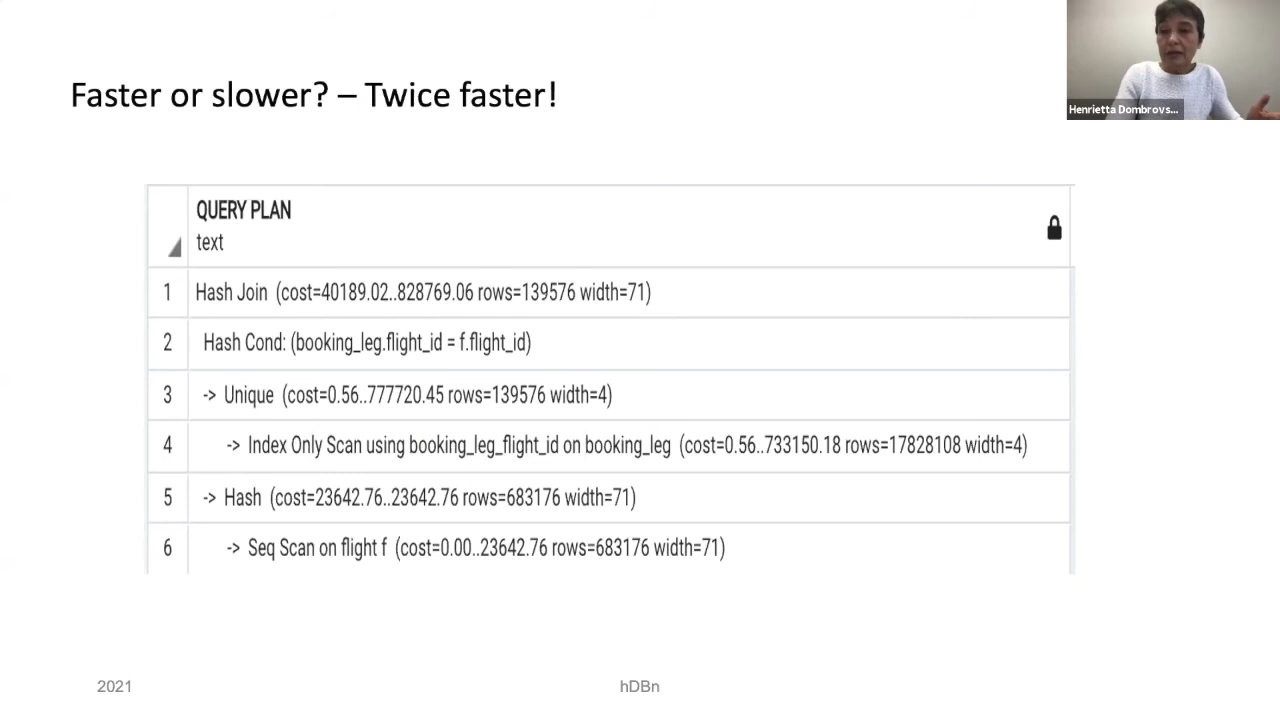 Henrietta Dombrovs...
Faster or slower? – Twice faster!
QUERY PLAN
text
1 Hash Join (cost=40189.02..828769.06 rows=139576 width=71)
2 Hash Cond: (booking_leg.flight_id = f.flight_id)
3 -> Unique (cost=0.56..777720.45 rows=139576 width=4)
4 -> Index Only Scan using booking_leg_flight_id on booking_leg (cost=0.56..733150.18 rows=17828108 width=4)
5 -> Hash (cost=23642.76..23642.76 rows=683176 width=71)
6 -> Seq Scan on flight f (cost=0.00..23642.76 rows=683176 width=71)
2021
hDBn